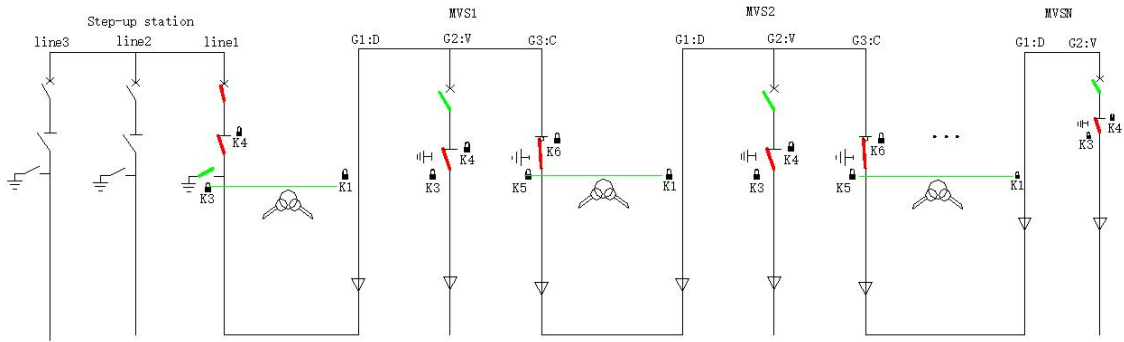 Step-up station
line3
line2
line1
K4
K3
MVS1
G1:D
G2:V
G3:C
K1
K4
K3
K6
K5
MVS2
G1:D
G2:V
G3:C
K1
K4
K3
K6
K5
...
MVSN
G1:D
G2:V
K1
K4
K3